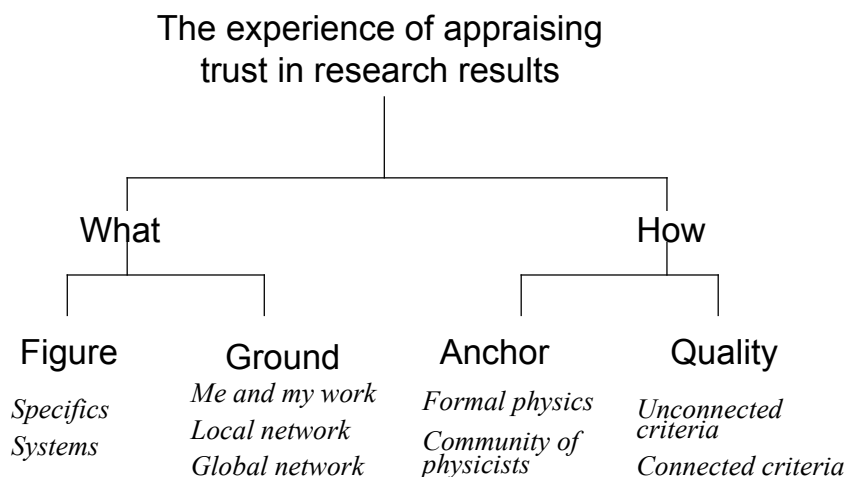 The experience of appraising
trust in research results
What
How
Figure
Ground
Anchor
Quality
Specifics
Systems
Me and my work
Local network
Global network
Formal physics
Community of
physicists
Unconnected
criteria
Connected criteria